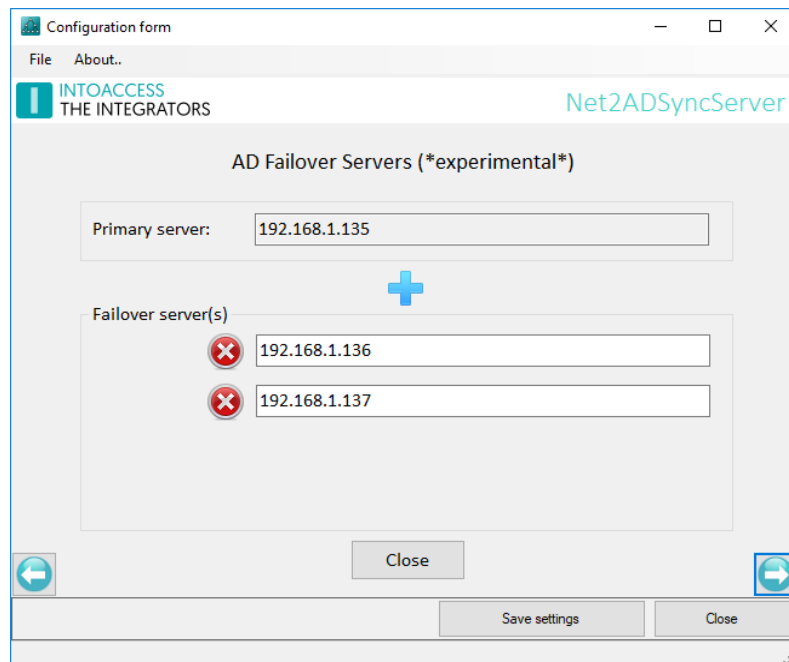 Configuration form
File About..
INTOACCESS
THE INTEGRATORS
Net2ADSyncServer
AD Failover Servers (*experimental*)
Primary server: 192.168.1.135
Failover server(s)
192.168.1.136
192.168.1.137
Close
Save settings Close